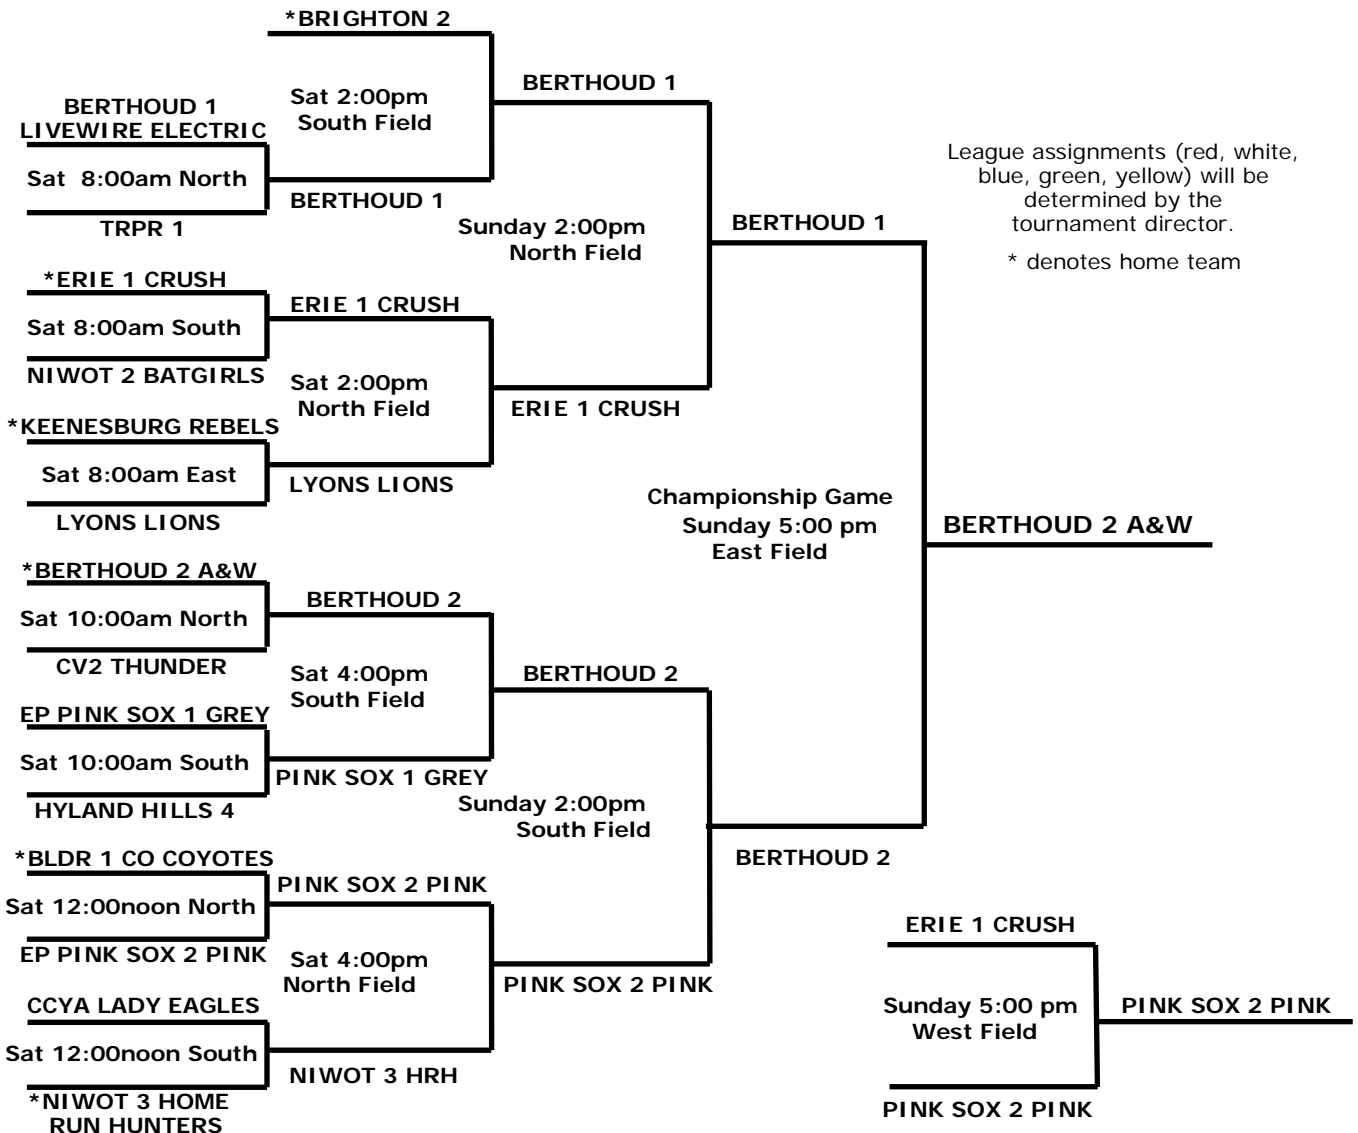 *BRIGHTON 2
BERTHOUD 1
LIVEWIRE ELECTRIC
Sat 8:00am North
TRPR 1
*ERIE 1 CRUSH
Sat 8:00am South
NIWOT 2 BATGIRLS
*KEENESBURG REBELS
Sat 8:00am East
LYONS LIONS
*BERTHOUD 2 A&W
Sat 10:00am North
CV2 THUNDER
EP PINK SOX 1 GREY
Sat 10:00am South
HYLAND HILLS 4
*BLDR 1 CO COYOTES
Sat 12:00noon North
EP PINK SOX 2 PINK
CCYA LADY EAGLES
Sat 12:00noon South
*NIWOT 3 HOME
RUN HUNTERS
Sat 2:00pm
South Field
BERTHOUD 1
ERIE 1 CRUSH
Sat 2:00pm
North Field
LYONS LIONS
BERTHOUD 2
Sat 4:00pm
South Field
PINK SOX 1 GREY
PINK SOX 2 PINK
Sat 4:00pm
North Field
NIWOT 3 HRH
BERTHOUD 1
Sunday 2:00pm
North Field
ERIE 1 CRUSH
BERTHOUD 2
Sunday 2:00pm
South Field
PINK SOX 2 PINK
BERTHOUD 1
Championship Game
Sunday 5:00 pm
East Field
BERTHOUD 2
BERTHOUD 2 A&W
League assignments (red, white,
blue, green, yellow) will be
determined by the
tournament director.
* denotes home team
ERIE 1 CRUSH
Sunday 5:00 pm
West Field
PINK SOX 2 PINK
PINK SOX 2 PINK